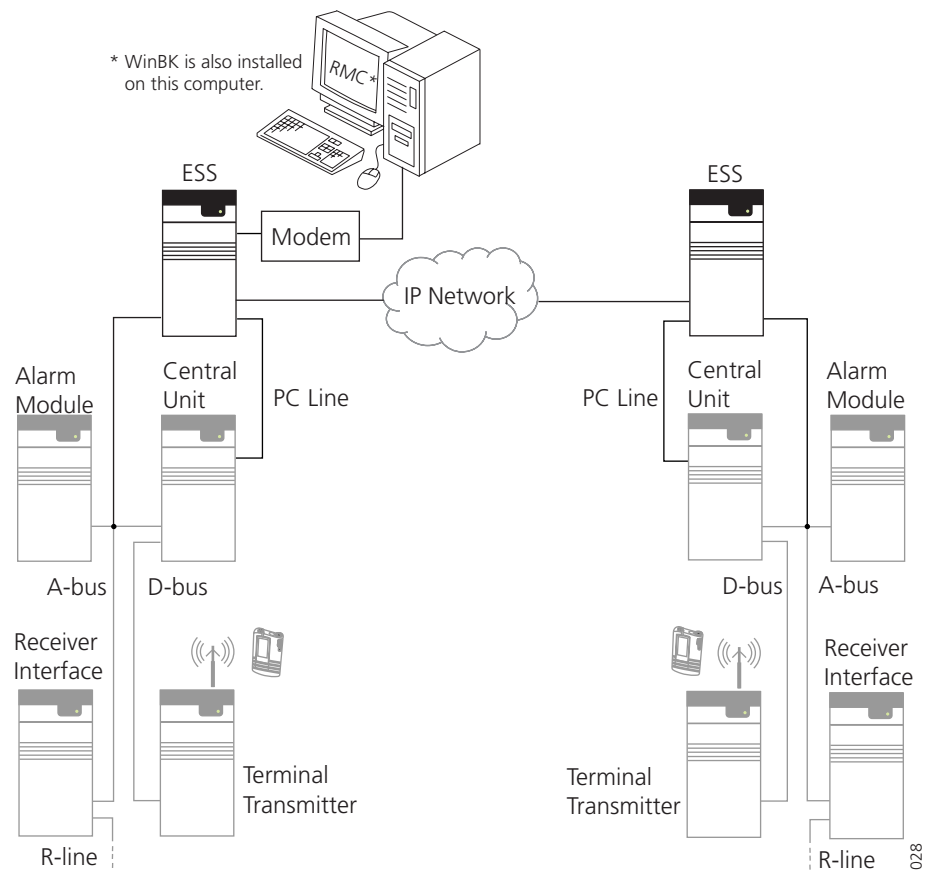 * WinBK is also installed
on this computer.
RMC*
ESS
ESS
Modem
IP Network
Alarm
Module
Central
Unit
PC Line
PC Line
Central
Unit
Alarm
Module
A-bus
D-bus
D-bus
A-bus
Receiver
Interface
Receiver
Interface
Terminal
Transmitter
Terminal
Transmitter
R-line
R-line
028